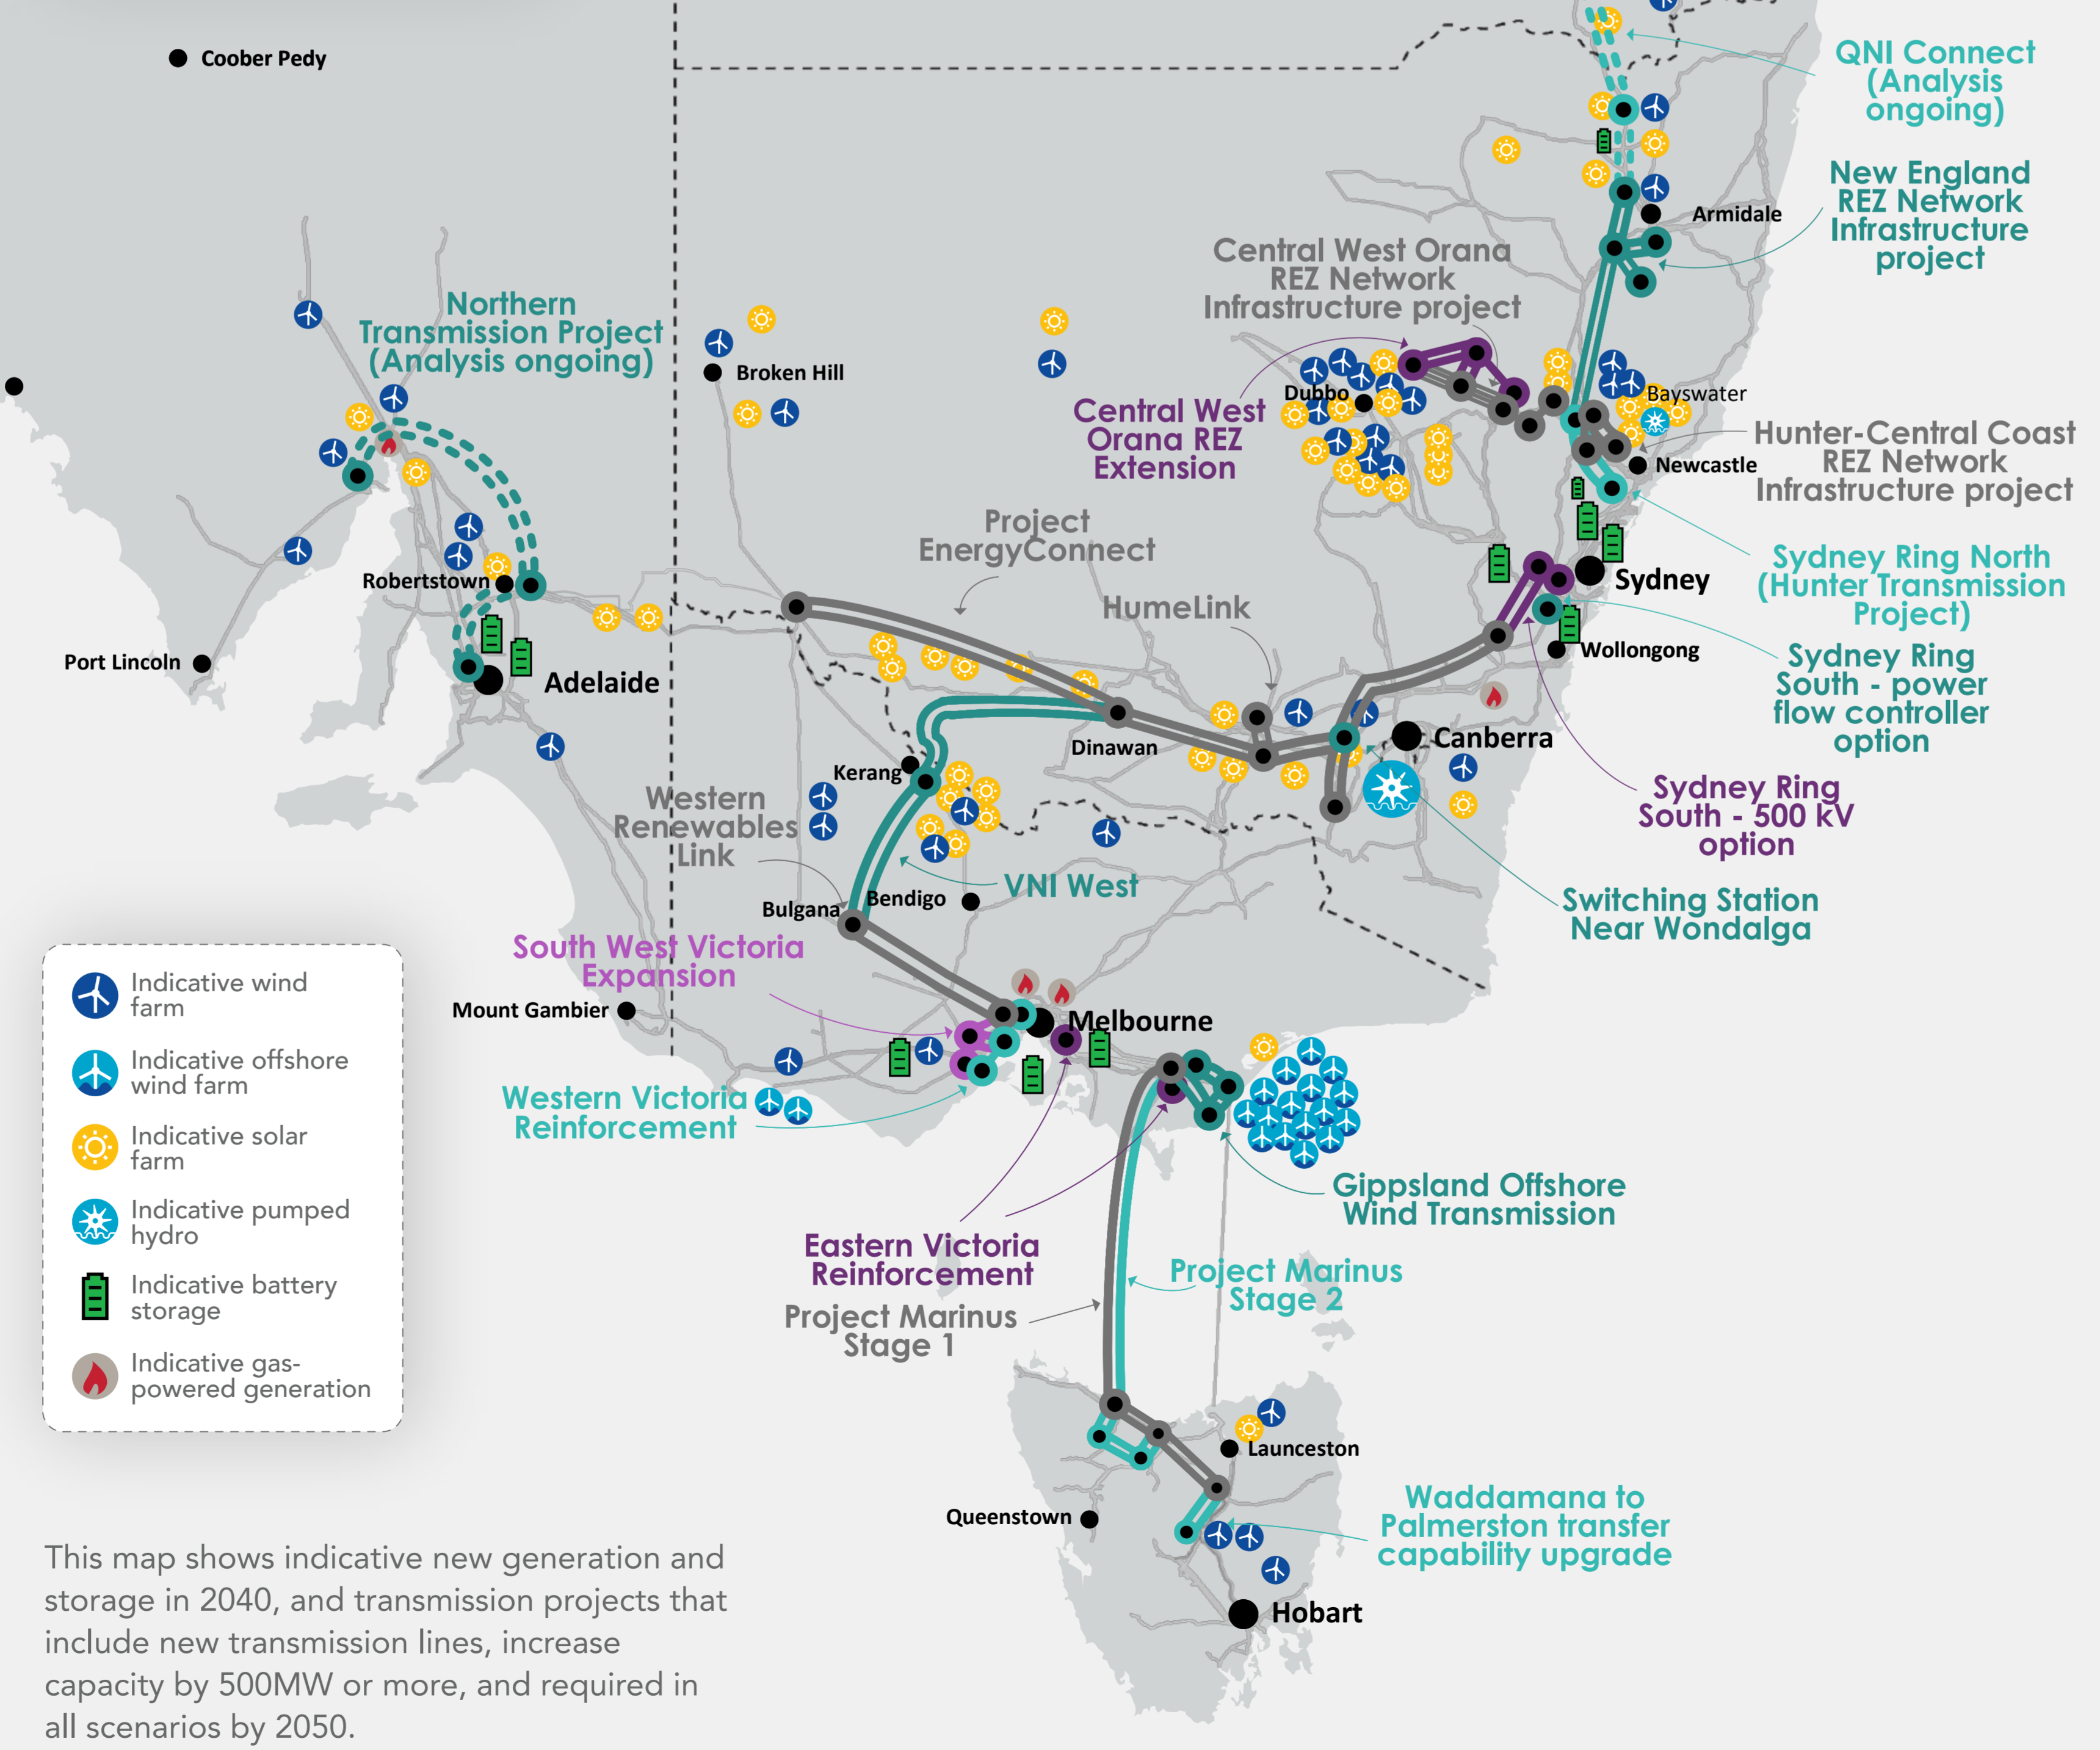 Coober Pedy
QNI Connect
(Analysis
ongoing)
New England
REZ Network
Infrastructure
project
Armidale
Central West Orana
REZ Network
Infrastructure project
Northern
Transmission Project
(Analysis ongoing)
Broken Hill
Dubbo
Bayswater
Central West
Orana REZ
Extension
Hunter-Central Coast
REZ Network
Infrastructure project
Newcastle
Project
EnergyConnect
Sydney Ring North
(Hunter Transmission
Project)
Robertstown
Sydney
HumeLink
Port Lincoln
Adelaide
Wollongong
Sydney Ring
South - power
flow controller
option
Dinawan
Canberra
Kerang
Western
Renewables
Link
Sydney Ring
South - 500 kV
option
VNI West
Bendigo
Bulgana
Switching Station
Near Wondalga
South West Victoria
Expansion
Mount Gambier
Melbourne
Western Victoria
Reinforcement
Gippsland Offshore
Wind Transmission
Eastern Victoria
Reinforcement
Project Marinus
Stage 2
Project Marinus
Stage 1
Launceston
Queenstown
Waddamana to
Palmerston transfer
capability upgrade
Hobart
Indicative wind
farm
Indicative offshore
wind farm
Indicative solar
farm
Indicative pumped
hydro
Indicative battery
storage
Indicative gas-
powered generation
This map shows indicative new generation and
storage in 2040, and transmission projects that
include new transmission lines, increase
capacity by 500MW or more, and required in
all scenarios by 2050.